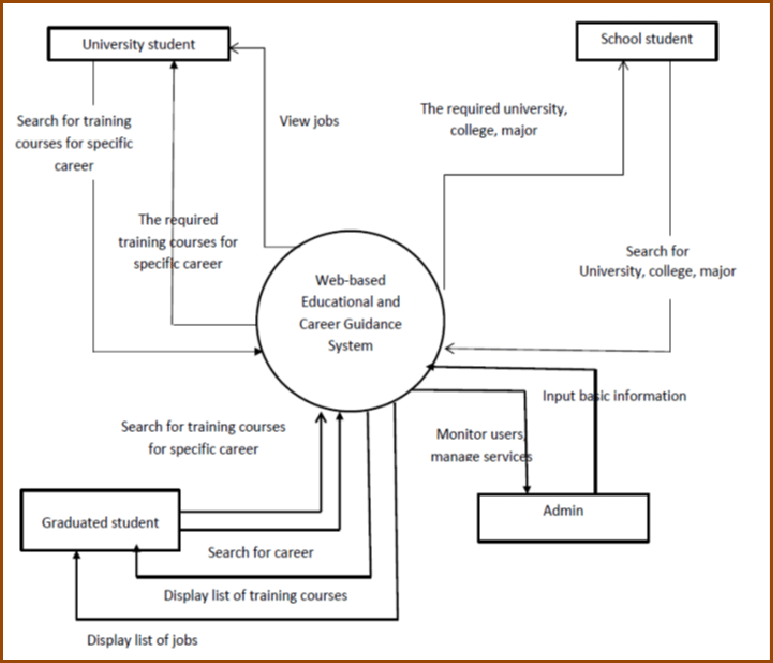 University student
School student
Search for training
courses for specific
career
View jobs
The required university,
college, major
The required
training courses for
specific career
Search for
University, college, major
Web-based
Educational and
Career Guidance
System
Input basic information
Search for training courses
for specific career
Monitor users,
manage services
Graduated student
Admin
Search for career
Display list of training courses
Display list of jobs